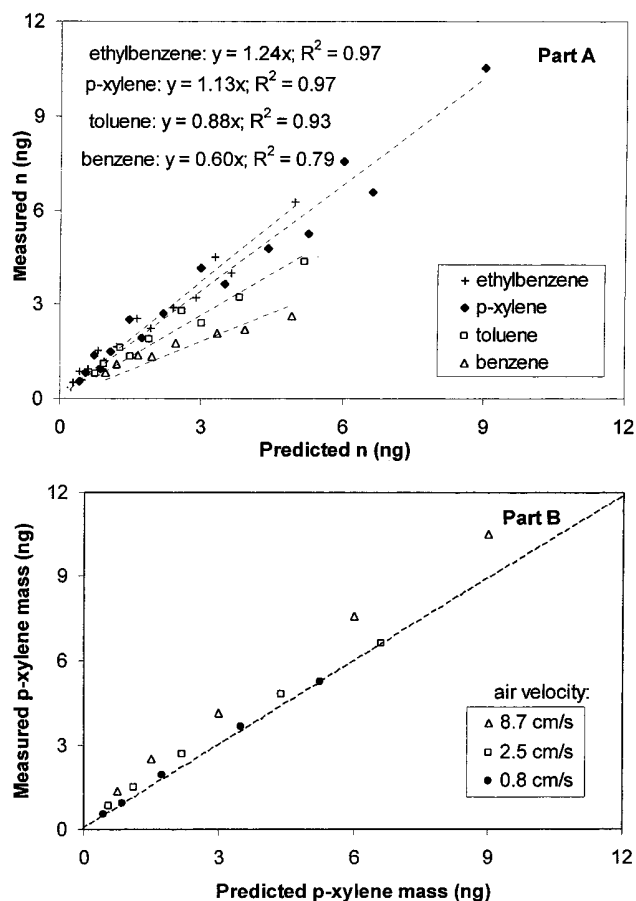 12
ethylbenzene: y = 1.24x; R² = 0.97
Part A
p-xylene: y = 1.13x; R² = 0.97
9
toluene: y = 0.88x; R² = 0.93
benzene: y = 0.60x; R² = 0.79
Measured n (ng)
6
ethylbenzene
3
p-xylene
toluene
benzene
0
0 3 6 9 12
Predicted n (ng)
12
Part B
9
Measured p-xylene mass (ng)
6
air velocity:
8.7 cm/s
3
2.5 cm/s
0.8 cm/s
0
0 3 6 9 12
Predicted p-xylene mass (ng)